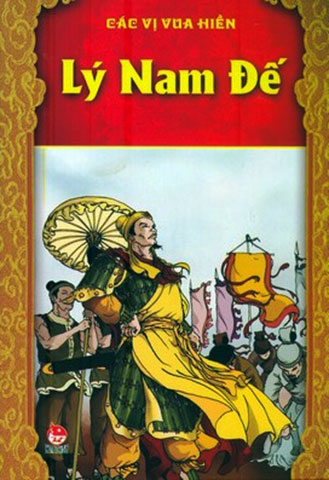 CÁC VỊ VUA HIỀN
Lý Nam Đế